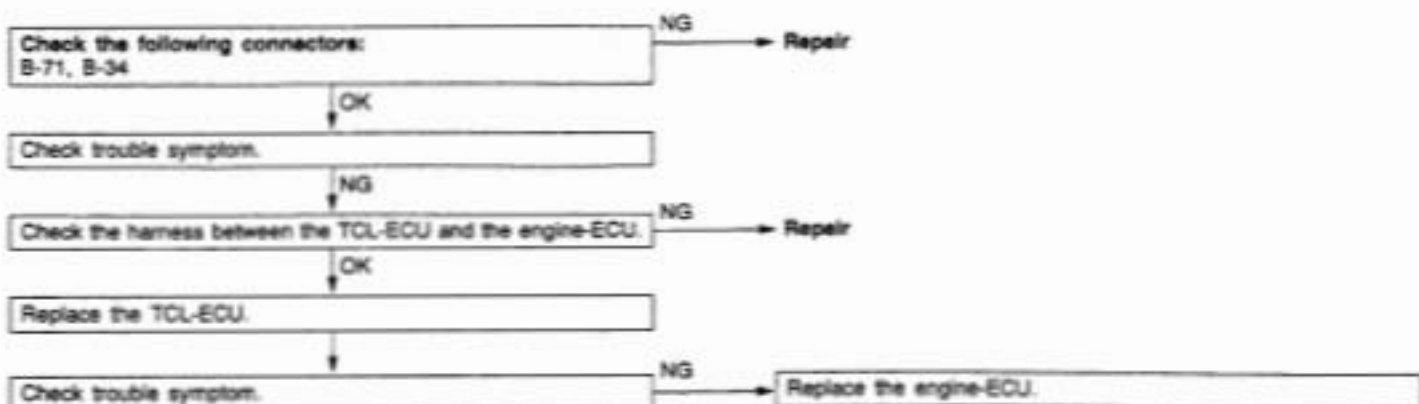 NG
Check the following connectors:
Repair
B-71, B-34
OK
Check trouble symptom.
NG
NG
Check the harness between the TCL-ECU and the engine-ECU.
Repair
OK
Replace the TCL-ECU.
NG
Check trouble symptom.
Replace the engine-ECU.